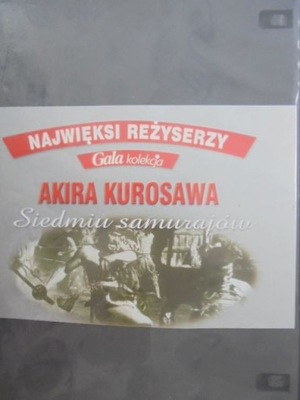 NAJWIĘKSI REŻYSERZY
Gala kolekcja
AKIRA KUROSAWA
Siedmiu samurajów